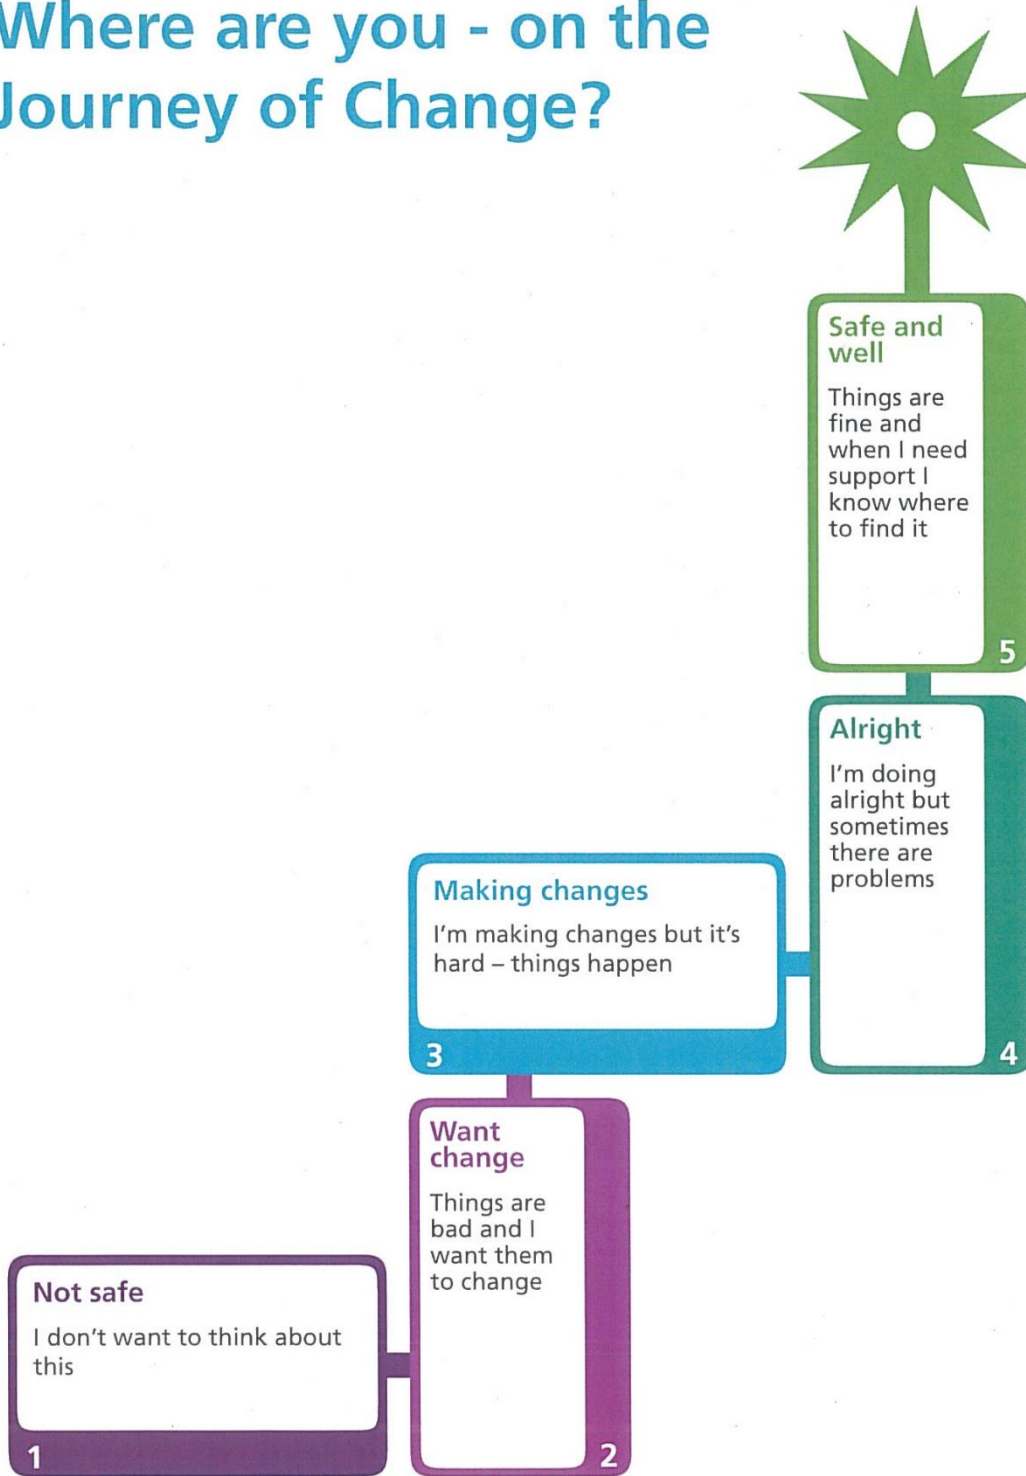 Where are you - on the
Journey of Change?
Safe and
well
Things are
fine and
when I need
support I
know where
to find it
5
Alright
I'm doing
alright but
sometimes
there are
problems
4
Making changes
I'm making changes but it's
hard – things happen
3
Want
change
Things are
bad and I
want them
to change
2
Not safe
I don't want to think about
this
1